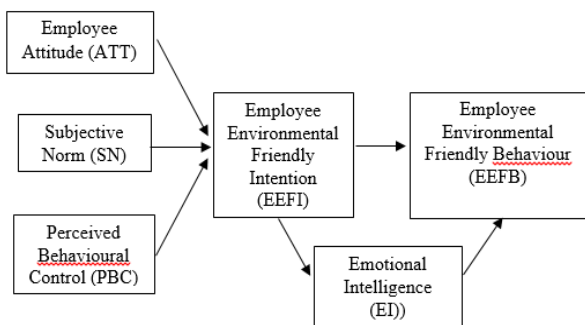 Employee
Attitude (ATT)
Subjective
Norm (SN)
Perceived
Behavioural
Control (PBC)
Employee
Environmental
Friendly
Intention
(EEFI)
Employee
Environmental
Friendly Behaviour
(EEFB)
Emotional
Intelligence
(EI))